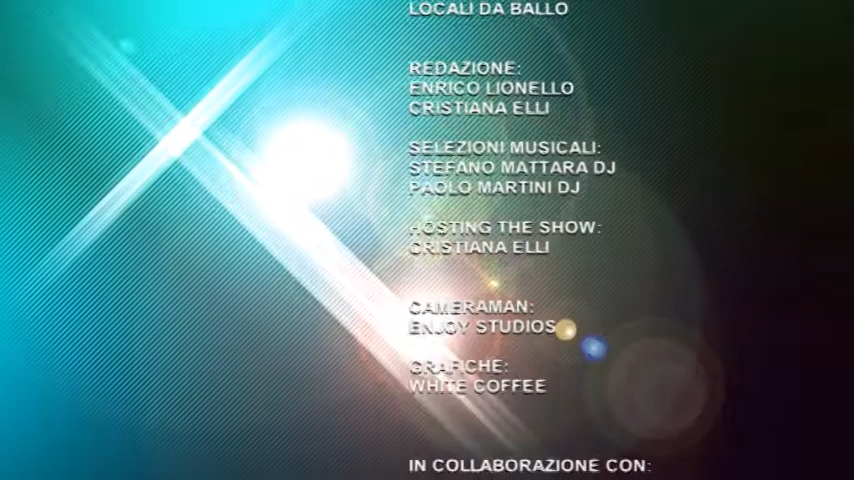 LOCALI DA BALLO
REDAZIONE:
ENRICO LIONELLO
CRISTIANA ELLI
SELEZIONI MUSICALI:
STEFANO MATTARA DJ
PAOLO MARTINI DJ
HOSTING THE SHOW:
CRISTIANA ELLI
CAMERAMAN:
ENJOY STUDIOS
GRAFICHE:
WHITE COFFEE
IN COLLABORAZIONE CON: